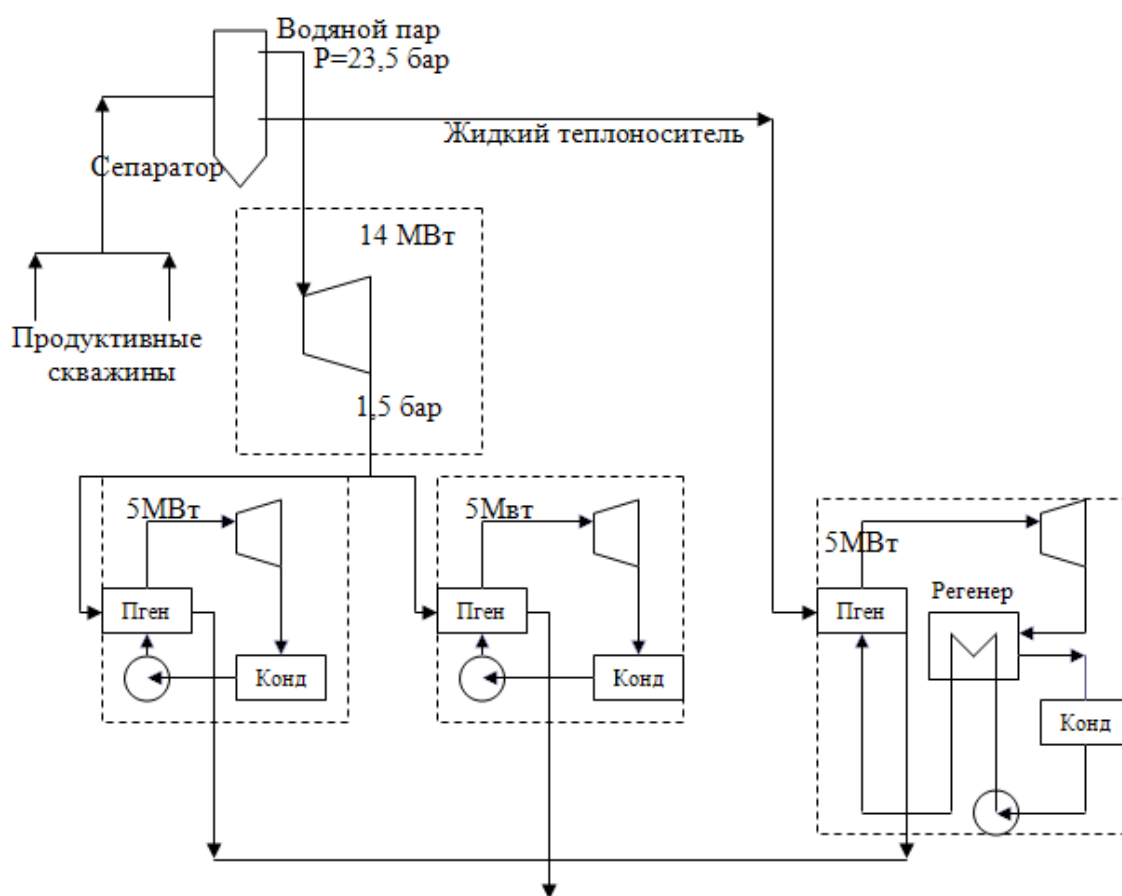 Водяной пар
P=23,5 бар
Жидкий теплоноситель
Сепаратор
14 МВт
Продуктивные
скважины
1,5 бар
5МВт
5Мвт
5МВт
Пген
Пген
Пген
Регенер
Конд
Конд
Конд